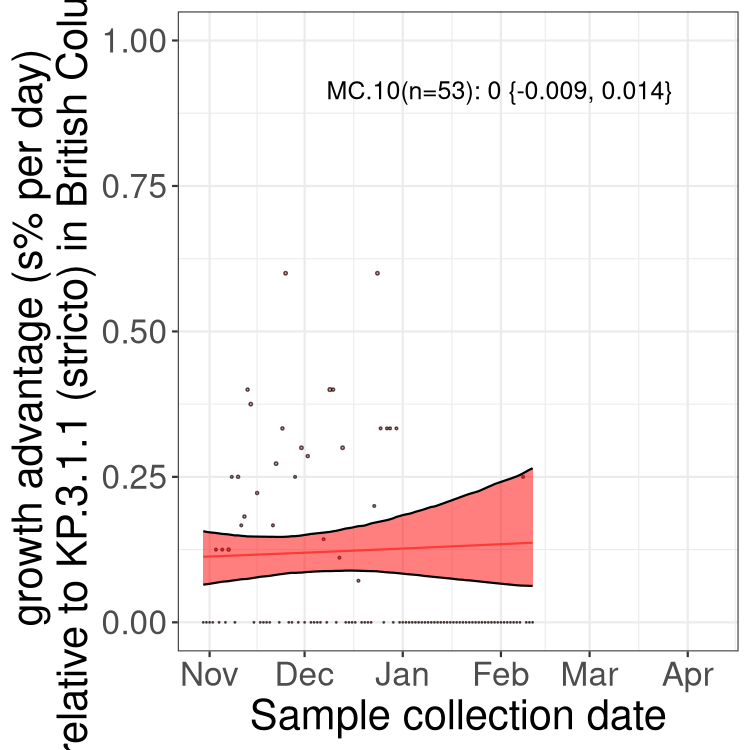 growth advantage (s% per day)
relative to KP.3.1.1 (stricto) in British Colu
1.00
0.75
0.50
0.25
0.00
MC.10(n=53): 0 {-0.009, 0.014}
Nov Dec Jan Feb Mar Apr
Sample collection date